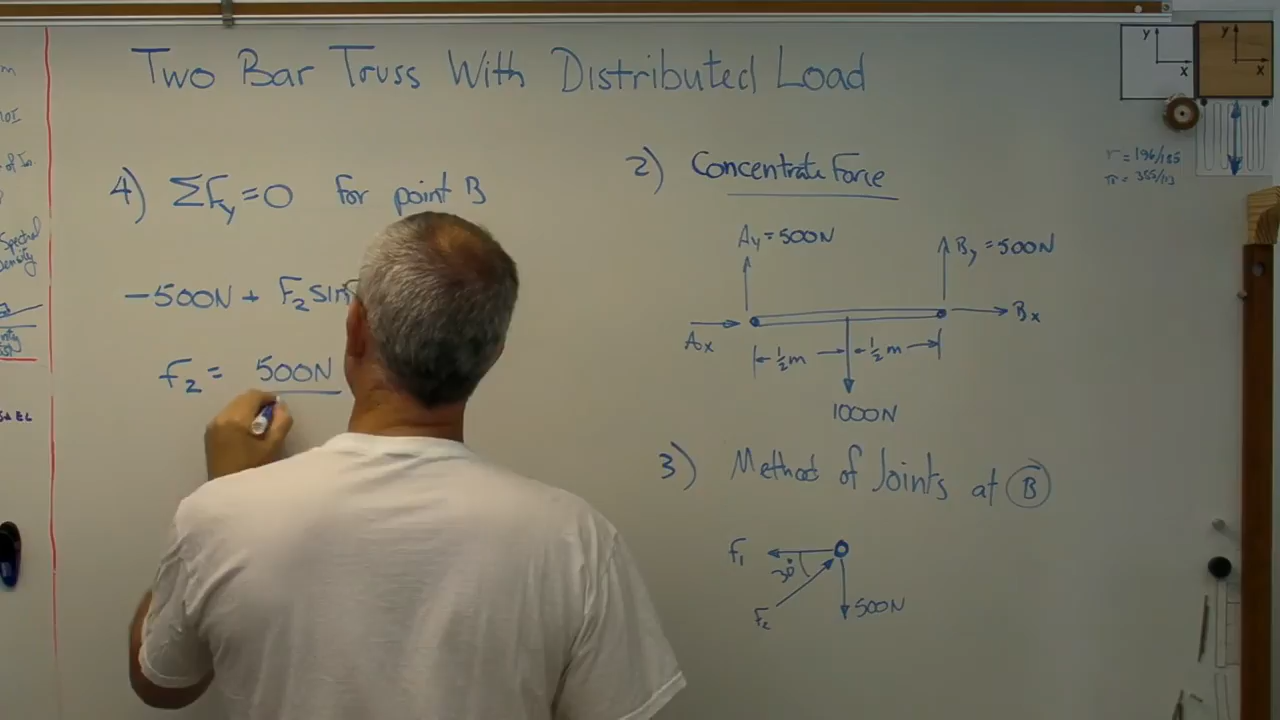 Two Bar Truss With Distributed Load
4) ΣFy=0 for point B
-500N + F2 sin
F2 = 500N
2) Concentrate Force
Ay=500N
By=500N
Ax
Bx
½m
½m
1000N
3) Method of Joints at B
F1
30°
F2
500N
y
x
y
x
Spectral
Density